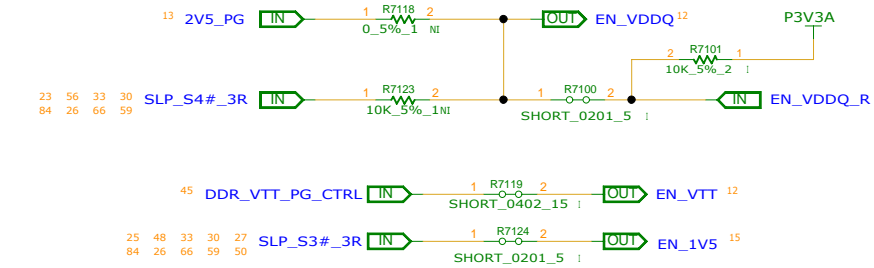 13 2V5_PG IN 1 R7118 2 OUT EN_VDDQ 12 P3V3A
0_5%_1 NI
2 R7101 1
10K_5%_2 I
23 56 33 30 SLP_S4#_3R IN 1 R7123 2 1 R7100 2 IN EN_VDDQ_R
84 26 66 59 10K_5%_1 NI SHORT_0201_5 I
45 DDR_VTT_PG_CTRL IN 1 R7119 2 OUT EN_VTT 12
SHORT_0402_15 I
25 48 33 30 27 SLP_S3#_3R IN 1 R7124 2 OUT EN_1V5 15
84 26 66 59 50 SHORT_0201_5 I